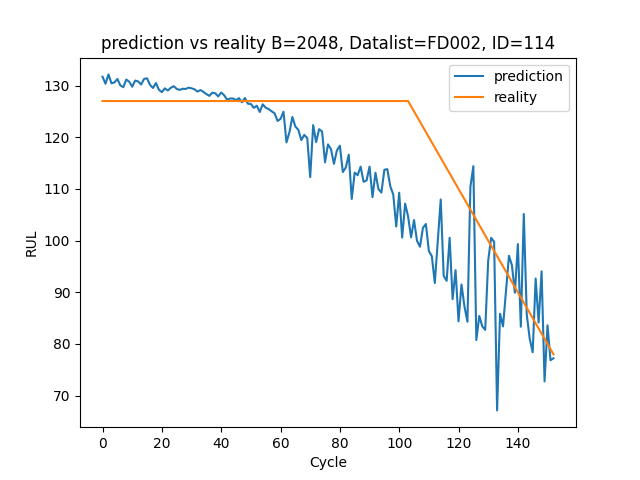 prediction vs reality B=2048, Datalist=FD002, ID=114
prediction
reality
RUL
130
120
110
100
90
80
70
0 20 40 60 80 100 120 140
Cycle